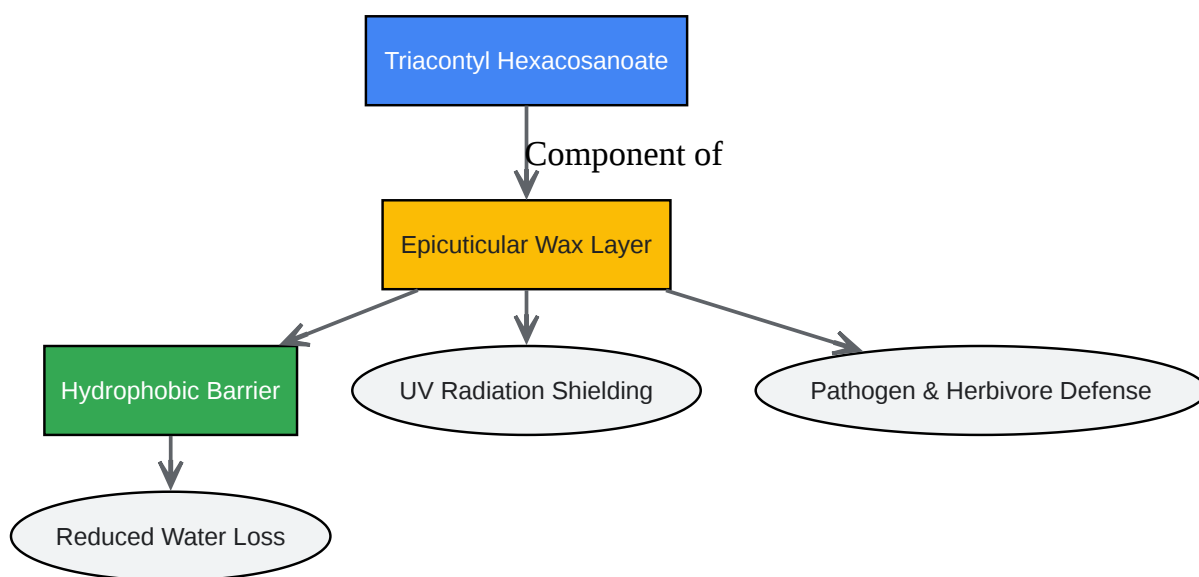 Triacontyl Hexacosanoate
Component of
Epicuticular Wax Layer
Hydrophobic Barrier
UV Radiation Shielding
Pathogen & Herbivore Defense
Reduced Water Loss